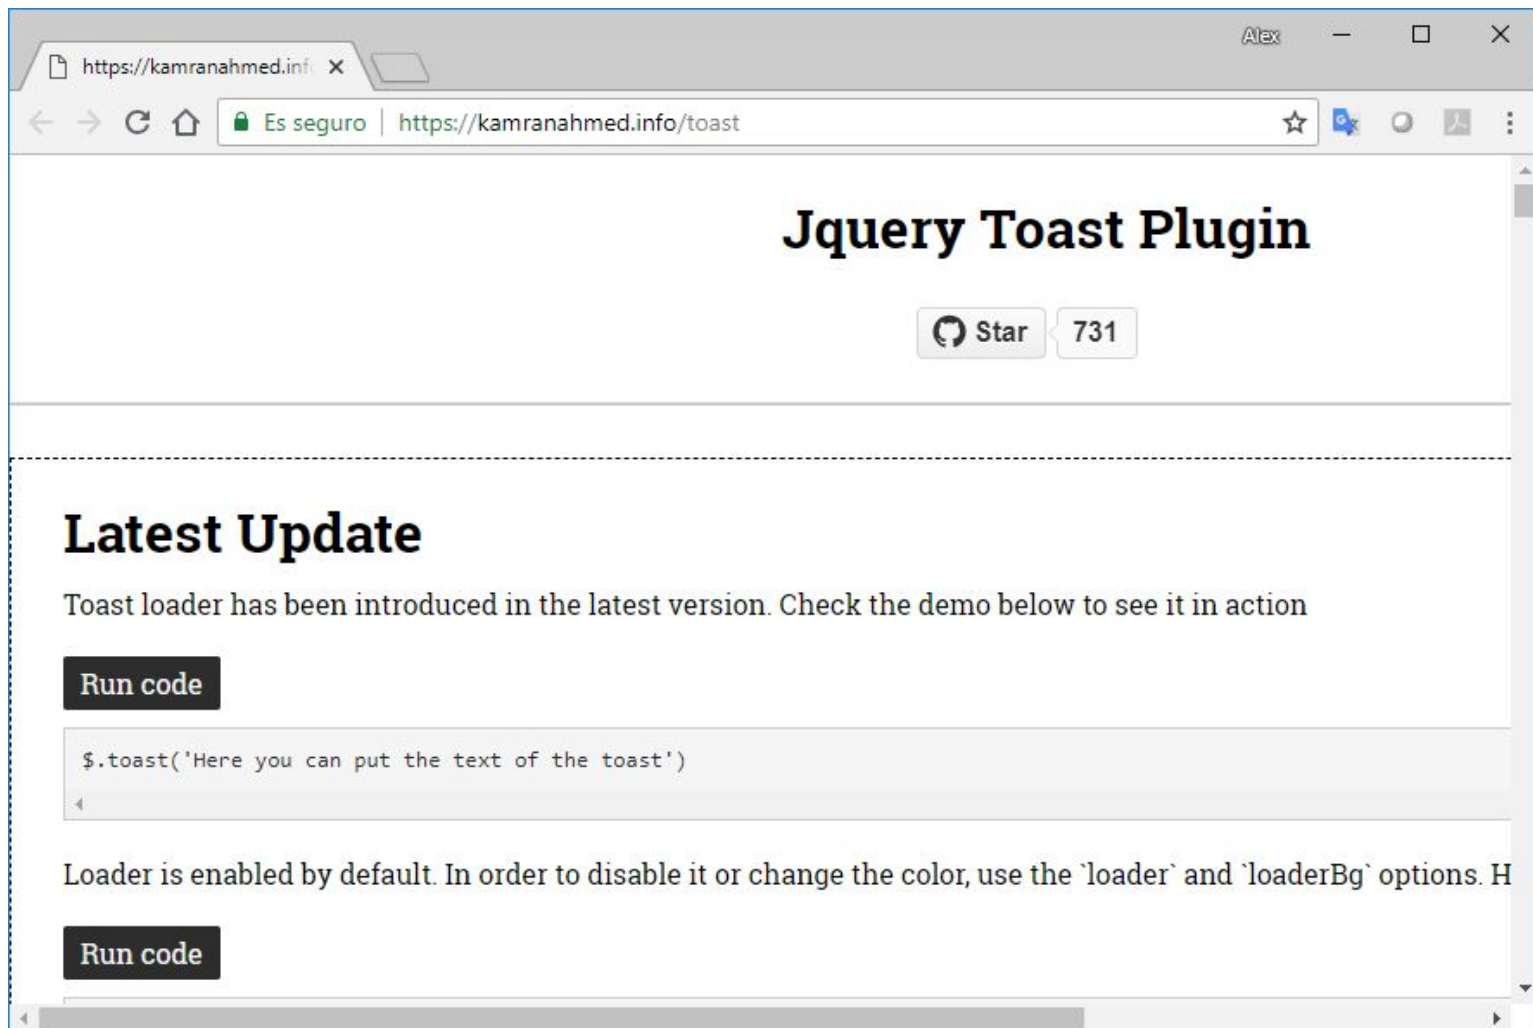 Alex
https://kamranahmed.inf
Es seguro | https://kamranahmed.info/toast
Jquery Toast Plugin
Star 731
Latest Update
Toast loader has been introduced in the latest version. Check the demo below to see it in action
Run code
$.toast('Here you can put the text of the toast')
Loader is enabled by default. In order to disable it or change the color, use the `loader` and `loaderBg` options. H
Run code